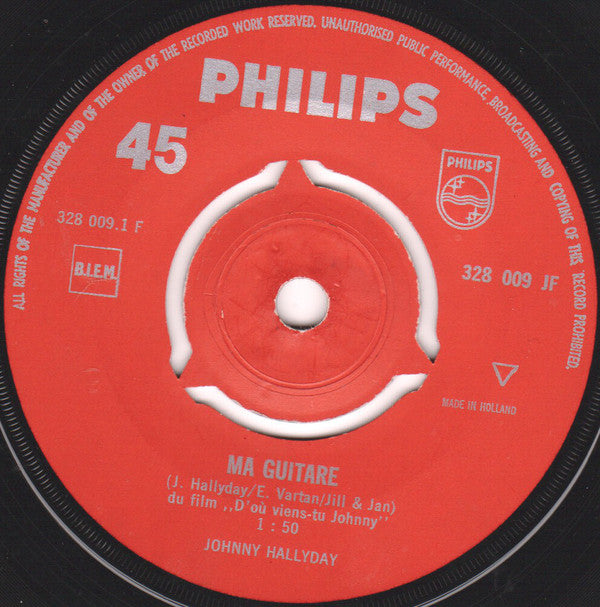 ALL RIGHTS OF THE MANUFACTURER AND OF THE OWNER OF THE RECORDED WORK RESERVED. UNAUTHORISED PUBLIC PERFORMANCE, BROADCASTING AND COPYING OF THIS RECORD PROHIBITED.
PHILIPS
45
PHILIPS
328 009.1 F
B.I.E.M.
328 009 JF
MADE IN HOLLAND
MA GUITARE
(J. Hallyday/E. Vartan/Jill & Jan)
du film ,,D'où viens-tu Johnny''
1 : 50
JOHNNY HALLYDAY